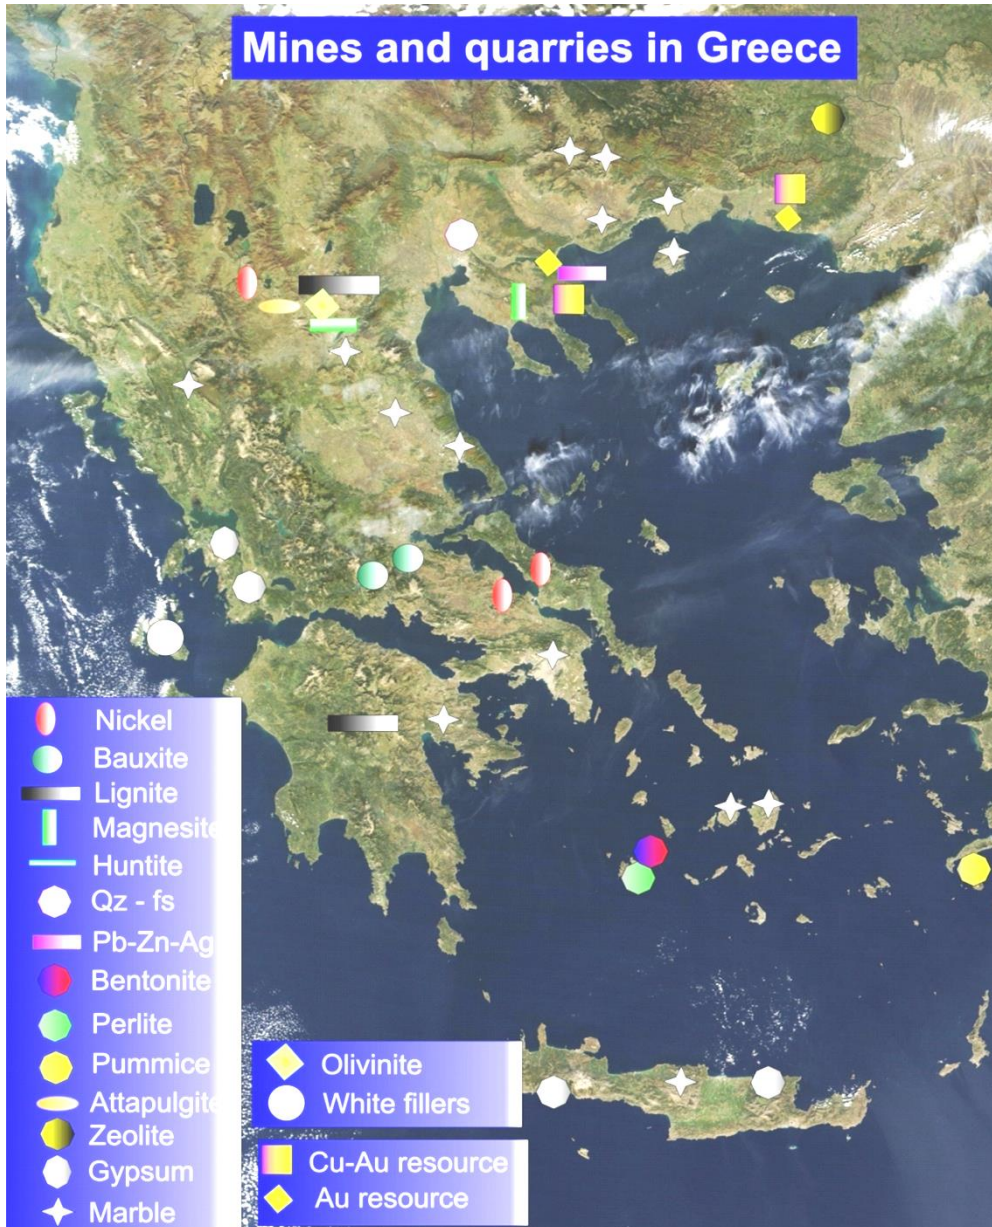 Mines and quarries in Greece
Nickel
Bauxite
Lignite
Magnesite
Huntite
Qz - fs
Pb-Zn-Ag
Bentonite
Perlite
Pummice
Attapulgite
Zeolite
Gypsum
Marble
Olivinite
White fillers
Cu-Au resource
Au resource